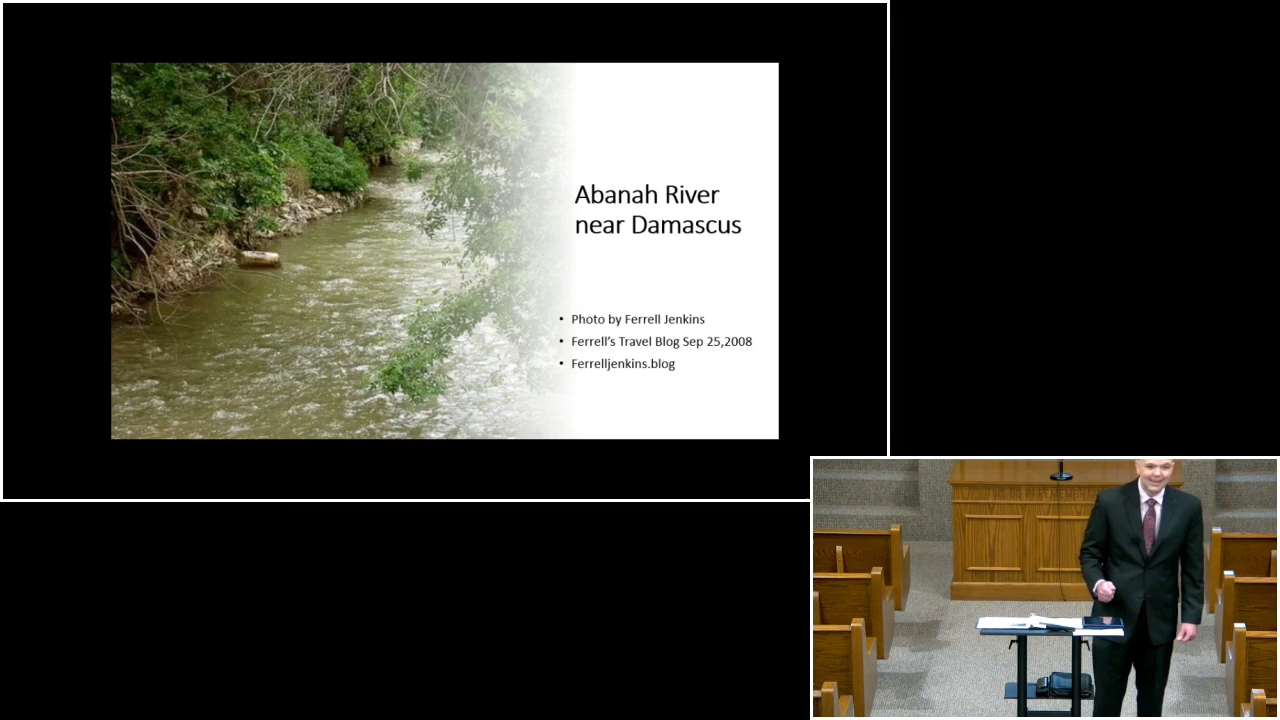 Abanah River
near Damascus
• Photo by Ferrell Jenkins
• Ferrell's Travel Blog Sep 25,2008
• Ferrelljenkins.blog